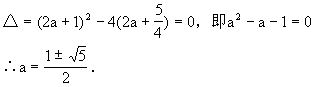 △ = (2a + 1)² − 4(2a + 5/4) = 0, 即a² − a − 1 = 0
∴a = (1 ± √5)/2 .